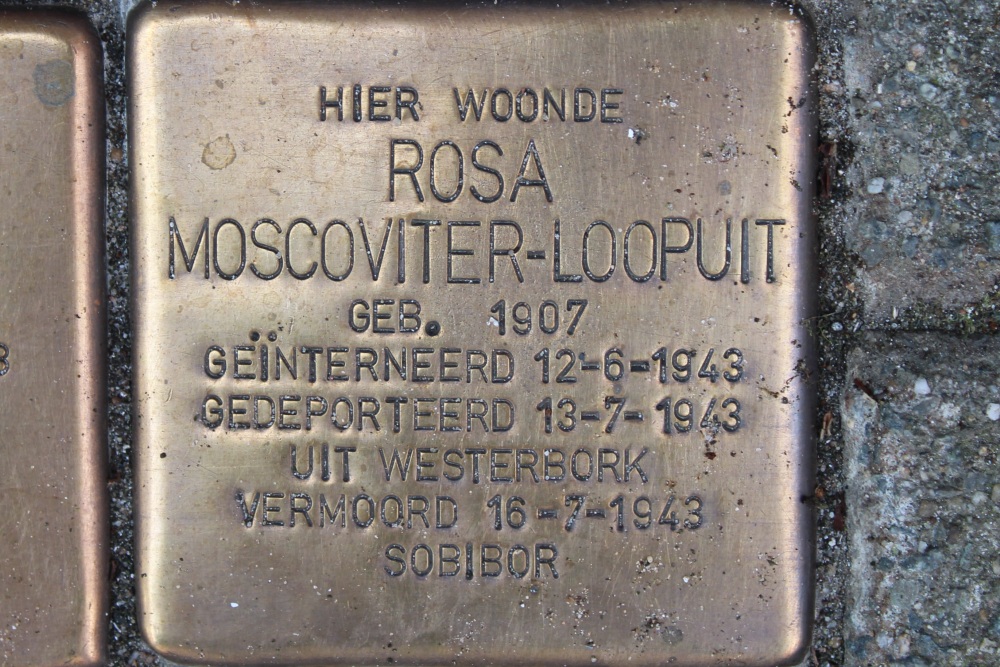 HIER WOONDE
ROSA
MOSCOVITER-LOOPUIT
GEB. 1907
GEÏNTERNEERD 12-6-1943
GEDEPORTEERD 13-7-1943
UIT WESTERBORK
VERMOORD 16-7-1943
SOBIBOR